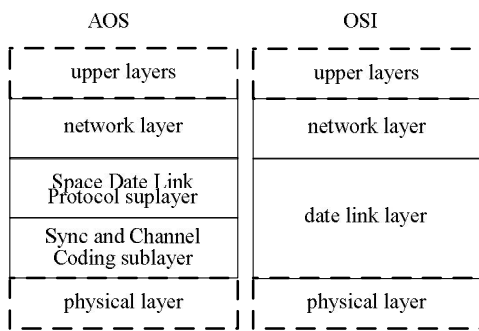 AOS
OSI
upper layers
upper layers
network layer
network layer
Space Date Link
Protocol suplayer
date link layer
Sync and Channel
Coding sublayer
physical layer
physical layer